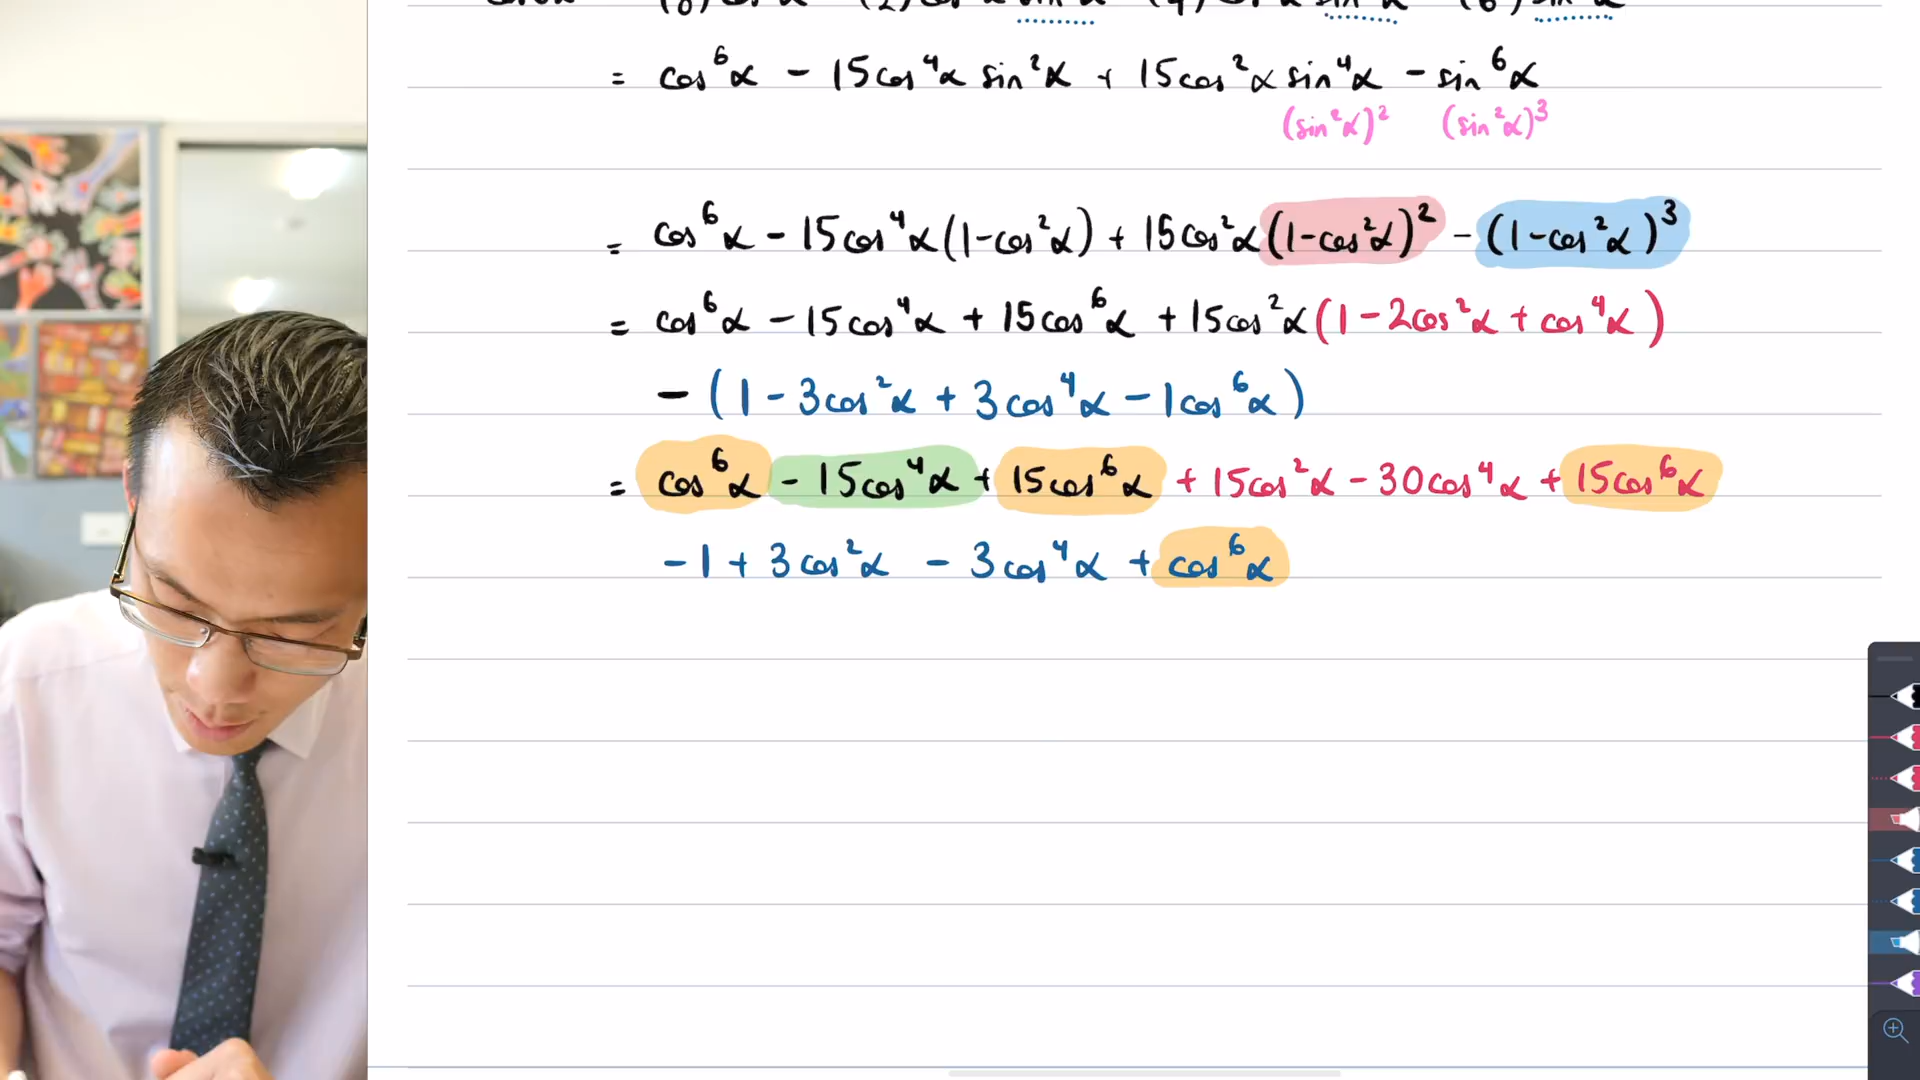 = cos⁶α - 15cos⁴α sin²α + 15cos²α sin⁴α - sin⁶α
(sin²α)² (sin²α)³
= cos⁶α - 15cos⁴α(1-cos²α) + 15cos²α(1-cos²α)² - (1-cos²α)³
= cos⁶α - 15cos⁴α + 15cos⁶α + 15cos²α(1-2cos²α + cos⁴α)
- (1 - 3cos²α + 3cos⁴α - 1cos⁶α)
= cos⁶α - 15cos⁴α + 15cos⁶α + 15cos²α - 30cos⁴α + 15cos⁶α
-1 + 3cos²α - 3cos⁴α + cos⁶α